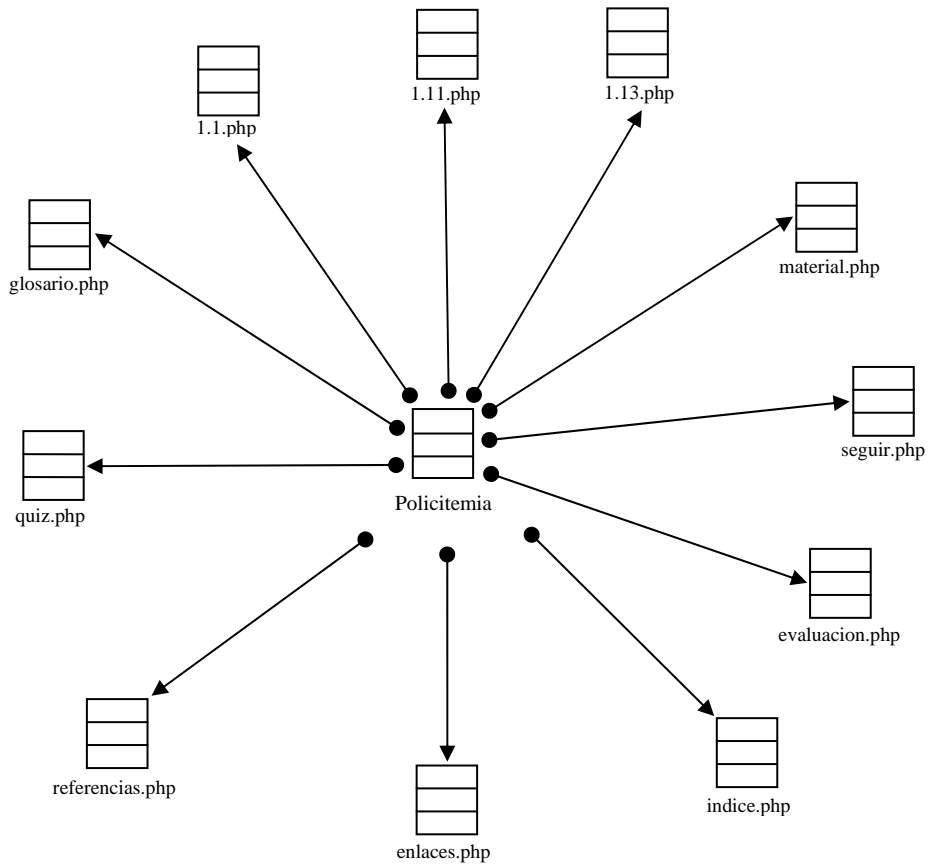 1.11.php
1.13.php
1.1.php
material.php
glosario.php
seguir.php
Policitemia
quiz.php
evaluacion.php
referencias.php
indice.php
enlaces.php